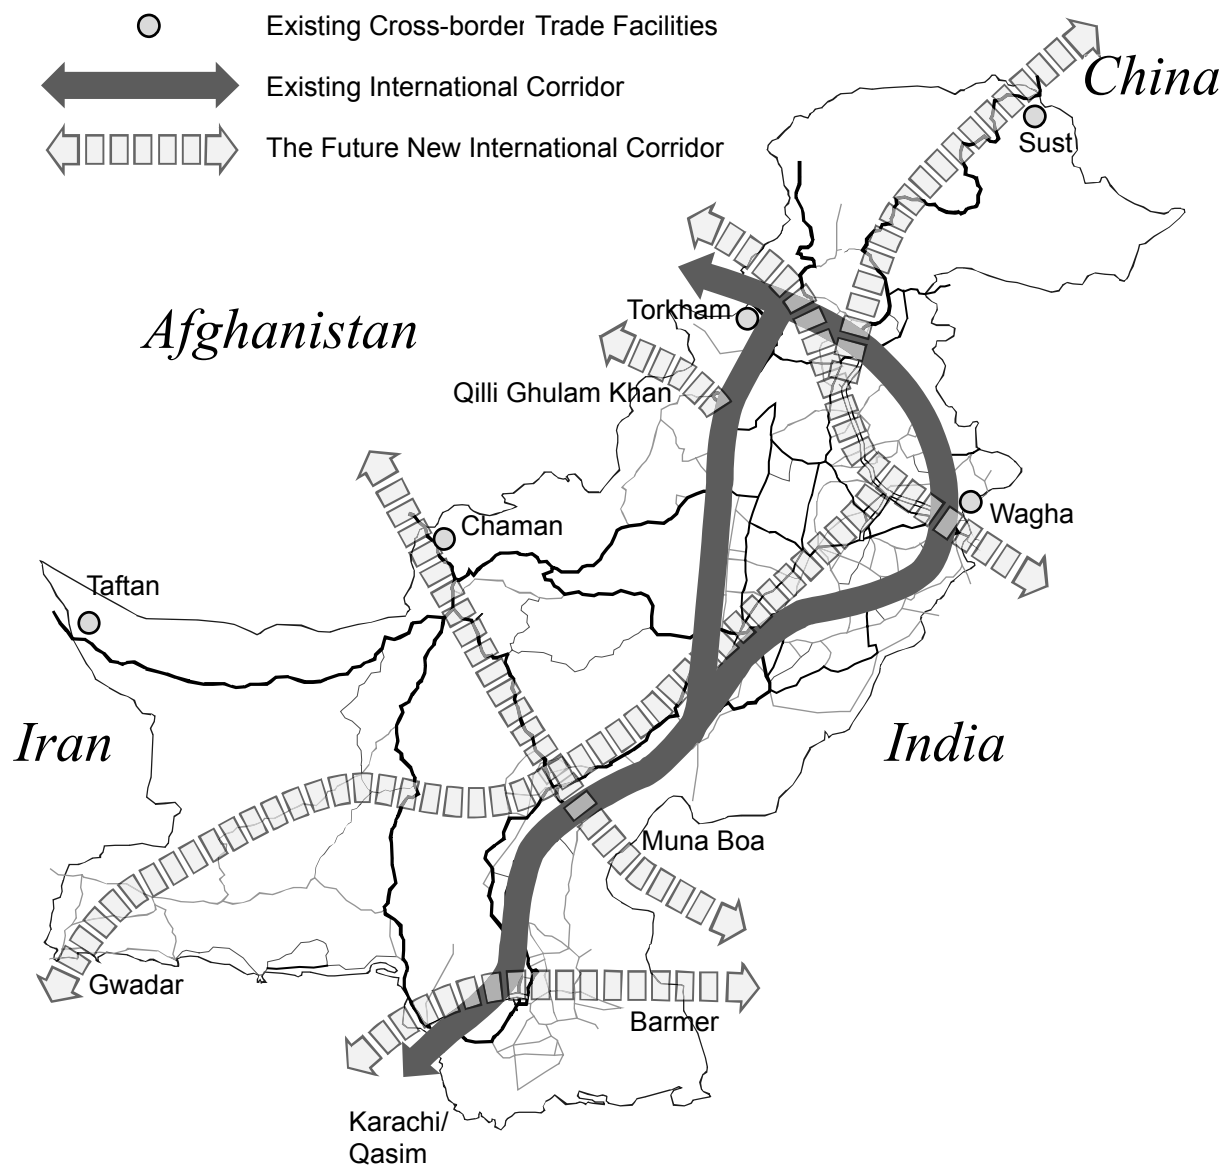 Existing Cross-border Trade Facilities
Existing International Corridor
The Future New International Corridor
China
Sust
Torkham
Afghanistan
Qilli Ghulam Khan
Wagha
Chaman
Taftan
Iran
India
Muna Boa
Gwadar
Barmer
Karachi/
Qasim